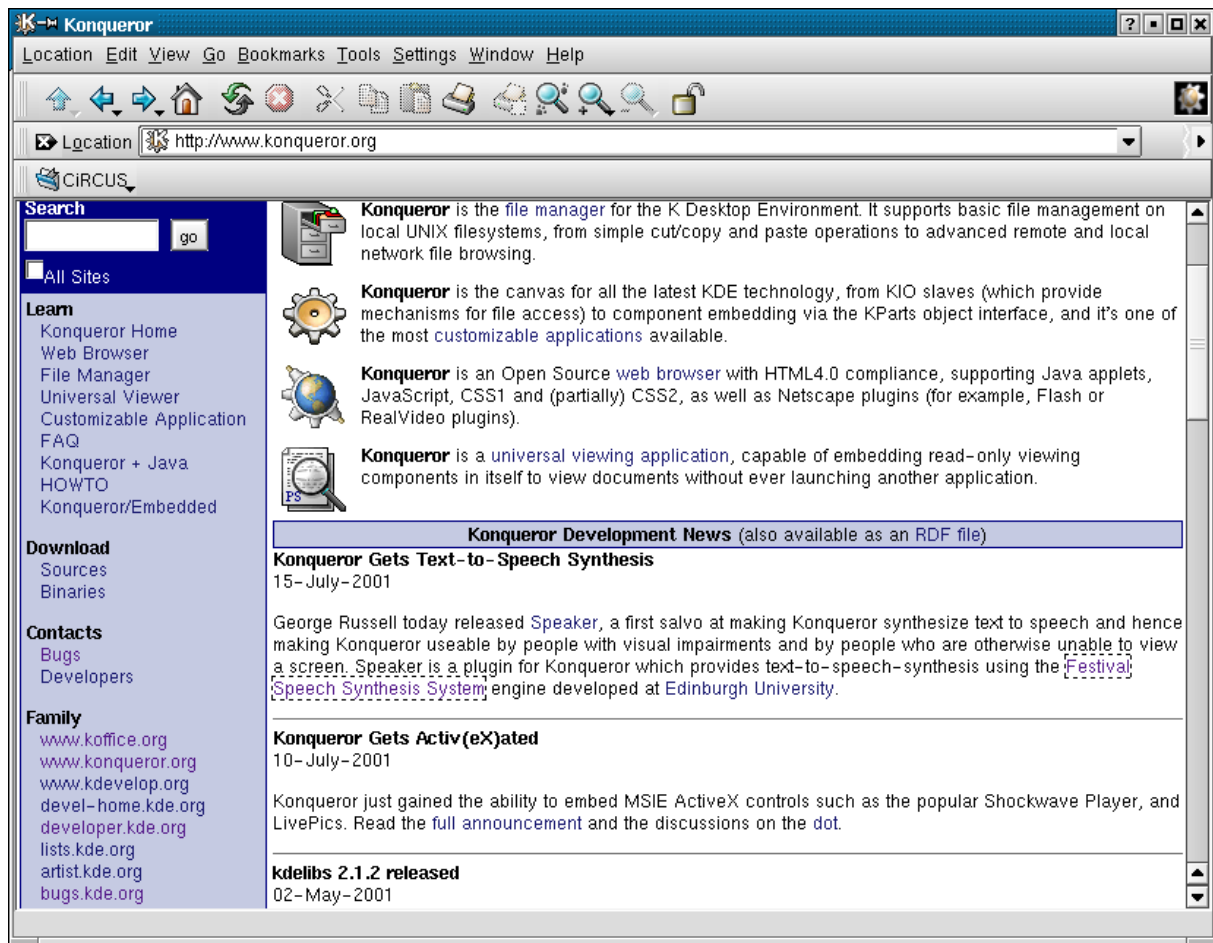 Konqueror
Location Edit View Go Bookmarks Tools Settings Window Help
Location http://www.konqueror.org
CiRCUS
Search
go
All Sites
Learn
Konqueror Home
Web Browser
File Manager
Universal Viewer
Customizable Application
FAQ
Konqueror + Java
HOWTO
Konqueror/Embedded
Download
Sources
Binaries
Contacts
Bugs
Developers
Family
www.koffice.org
www.konqueror.org
www.kdevelop.org
devel-home.kde.org
developer.kde.org
lists.kde.org
artist.kde.org
bugs.kde.org
Konqueror is the file manager for the K Desktop Environment. It supports basic file management on
local UNIX filesystems, from simple cut/copy and paste operations to advanced remote and local
network file browsing.
Konqueror is the canvas for all the latest KDE technology, from KIO slaves (which provide
mechanisms for file access) to component embedding via the KParts object interface, and it's one of
the most customizable applications available.
Konqueror is an Open Source web browser with HTML4.0 compliance, supporting Java applets,
JavaScript, CSS1 and (partially) CSS2, as well as Netscape plugins (for example, Flash or
RealVideo plugins).
PS
Konqueror is a universal viewing application, capable of embedding read-only viewing
components in itself to view documents without ever launching another application.
Konqueror Development News (also available as an RDF file)
Konqueror Gets Text-to-Speech Synthesis
15-July-2001
George Russell today released Speaker, a first salvo at making Konqueror synthesize text to speech and hence
making Konqueror useable by people with visual impairments and by people who are otherwise unable to view
a screen. Speaker is a plugin for Konqueror which provides text-to-speech-synthesis using the Festival
Speech Synthesis System engine developed at Edinburgh University.
Konqueror Gets Activ(eX)ated
10-July-2001
Konqueror just gained the ability to embed MSIE ActiveX controls such as the popular Shockwave Player, and
LivePics. Read the full announcement and the discussions on the dot.
kdelibs 2.1.2 released
02-May-2001